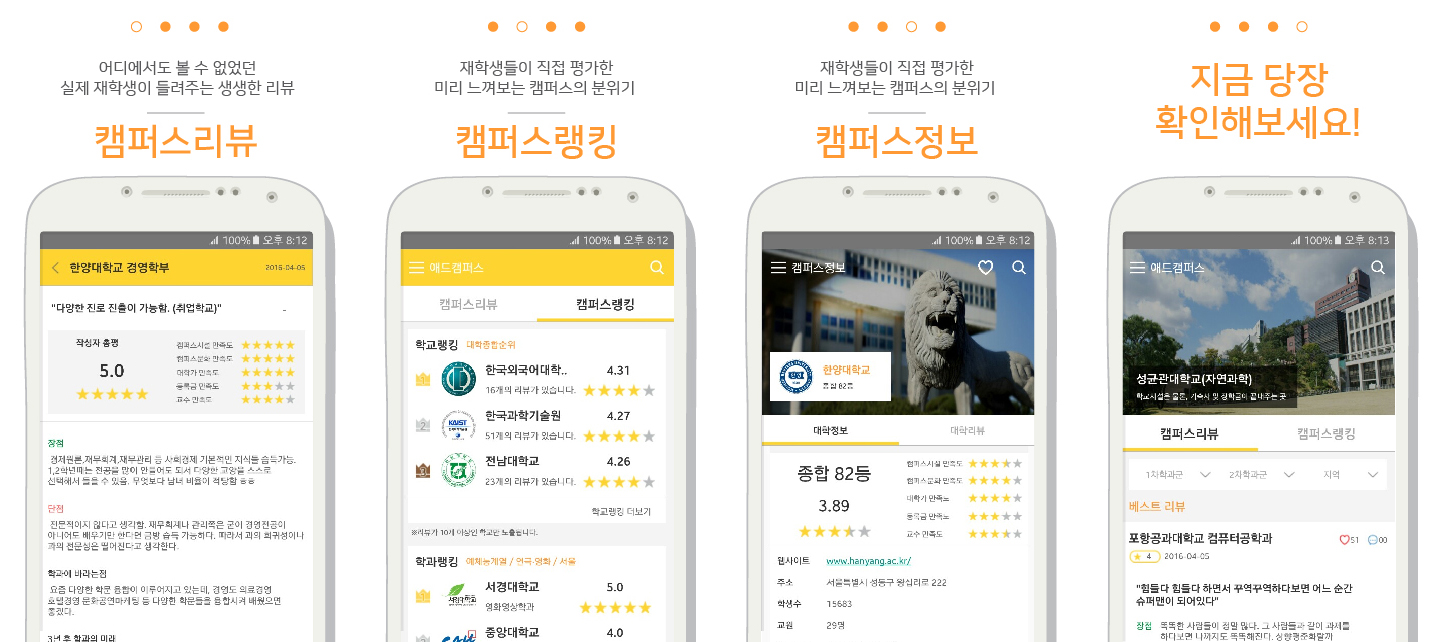 어디에서도 볼 수 없었던
실제 재학생이 들려주는 생생한 리뷰
캠퍼스리뷰
100% 오후 8:12
한양대학교 경영학부
2016-04-05
"다양한 진로 진출이 가능함. (취업학교)"
작성자 총평
5.0
캠퍼스시설 만족도
캠퍼스문화 만족도
대학가 만족도
등록금 만족도
교수 만족도
장점
경제원론,재무회계,재무관리 등 사회경제 기본적인 지식들 습득가능.
1,2학년때는 전공을 많이 안들어도 되서 다양한 교양을 스스로
선택해서 들을 수 있음. 무엇보다 남녀 비율이 적당함 ㅎㅎ
단점
전문적이지 않다고 생각함. 재무회계나 관리쪽은 굳이 경영전공이
아니어도 배우기만 한다면 금방 습득 가능하다. 따라서 과의 희귀성이나
과의 전문성은 떨어진다고 생각한다.
학과에 바라는점
요즘 다양한 학문 융합이 이루어지고 있는데, 경영도 의료경영
호텔경영 문화공연마케팅 등 다양한 학문들을 융합시켜 배웠으면
좋겠다.
3년 후 학과의 미래
재학생들이 직접 평가한
미리 느껴보는 캠퍼스의 분위기
캠퍼스랭킹
100% 오후 8:12
애드캠퍼스
캠퍼스리뷰 캠퍼스랭킹
학교랭킹 대학종합순위
1 한국외국어대학.. 4.31
16개의 리뷰가 있습니다.
2 KAIST 한국과학기술원 4.27
51개의 리뷰가 있습니다.
3 전남대학교 4.26
23개의 리뷰가 있습니다.
학교랭킹 더보기
※리뷰가 10개 이상인 학교만 노출됩니다.
학과랭킹 예체능계열 / 연극·영화 / 서울
서경대학교 서경대학교 5.0
영화영상학과
중앙대학교 4.0
재학생들이 직접 평가한
미리 느껴보는 캠퍼스의 분위기
캠퍼스정보
100% 오후 8:12
캠퍼스정보
한양대학교
종합 82등
대학정보 대학리뷰
종합 82등
3.89
캠퍼스시설 만족도
캠퍼스문화 만족도
대학가 만족도
등록금 만족도
교수 만족도
웹사이트 www.hanyang.ac.kr/
주소 서울특별시 성동구 왕십리로 222
학생수 15683
교원 29명
지금 당장
확인해보세요!
100% 오후 8:13
애드캠퍼스
성균관대학교(자연과학)
학교시설은 물론, 기숙사 및 장학금이 끝내주는 곳
캠퍼스리뷰 캠퍼스랭킹
1차학과군 2차학과군 지역
베스트 리뷰
포항공과대학교 컴퓨터공학과 51 00
4 2016-04-05
"힘들다 힘들다 하면서 꾸역꾸역하다보면 어느 순간
슈퍼맨이 되어있다"
장점 똑똑한 사람들이 정말 많다. 그 사람들과 같이 과제를
하다보면 나까지도 똑똑해진다. 상향평준화랄까